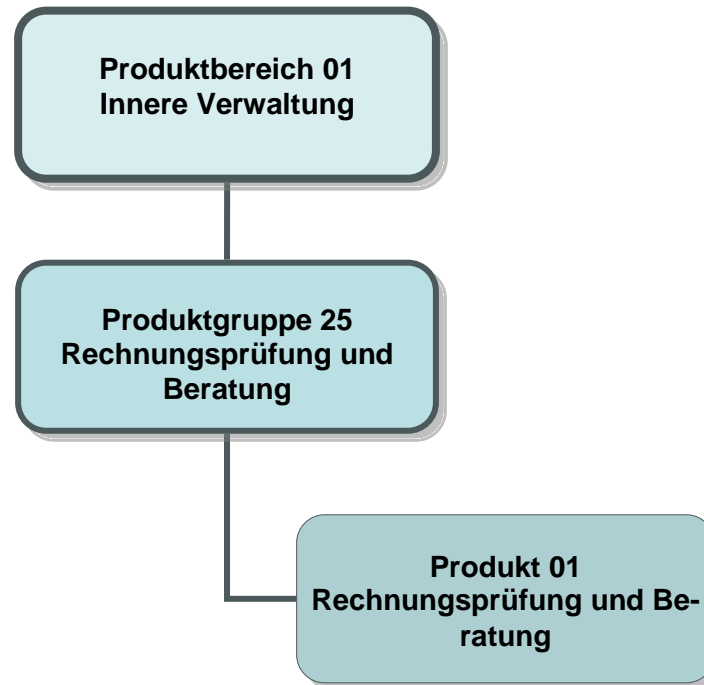 Produktbereich 01
Innere Verwaltung
Produktgruppe 25
Rechnungsprüfung und
Beratung
Produkt 01
Rechnungsprüfung und Be-
ratung